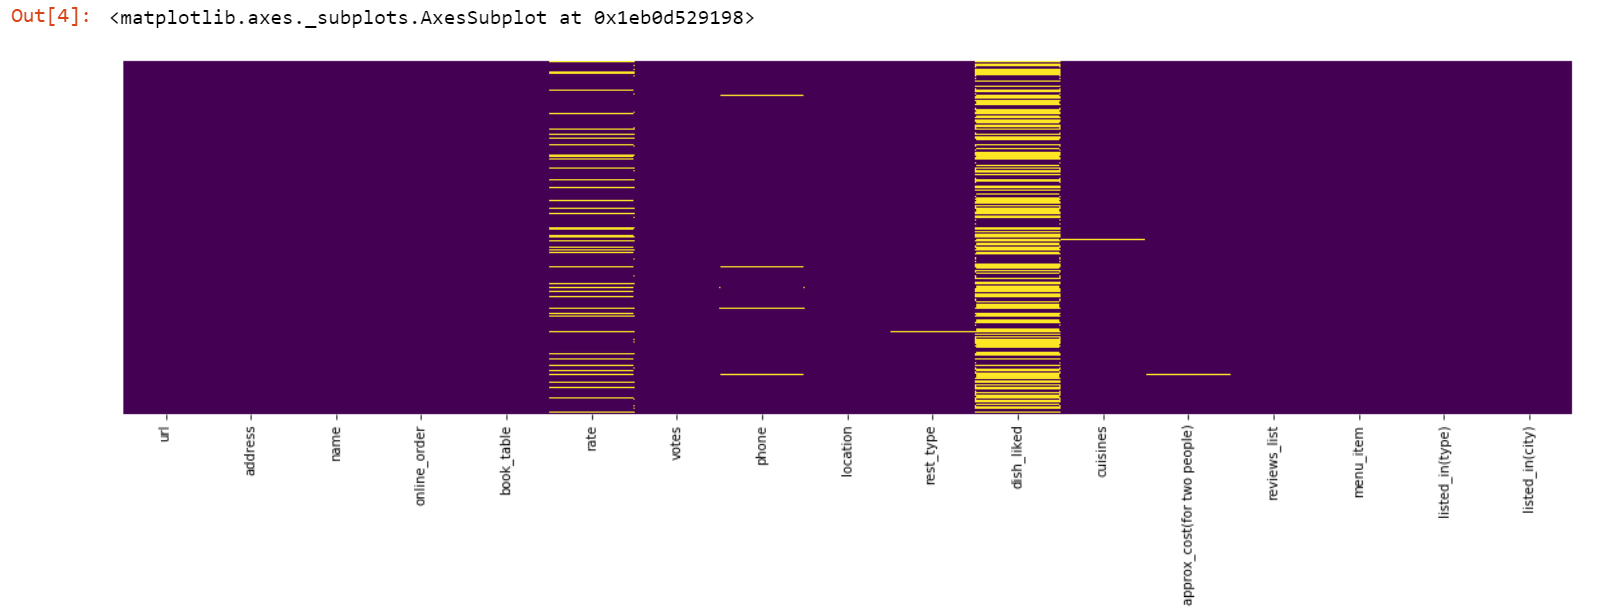 Out[4]: <matplotlib.axes._subplots.AxesSubplot at 0x1eb0d529198>
url
address
name
online_order
book_table
rate
votes
phone
location
rest_type
dish_liked
cuisines
approx_cost(for two people)
reviews_list
menu_item
listed_in(type)
listed_in(city)